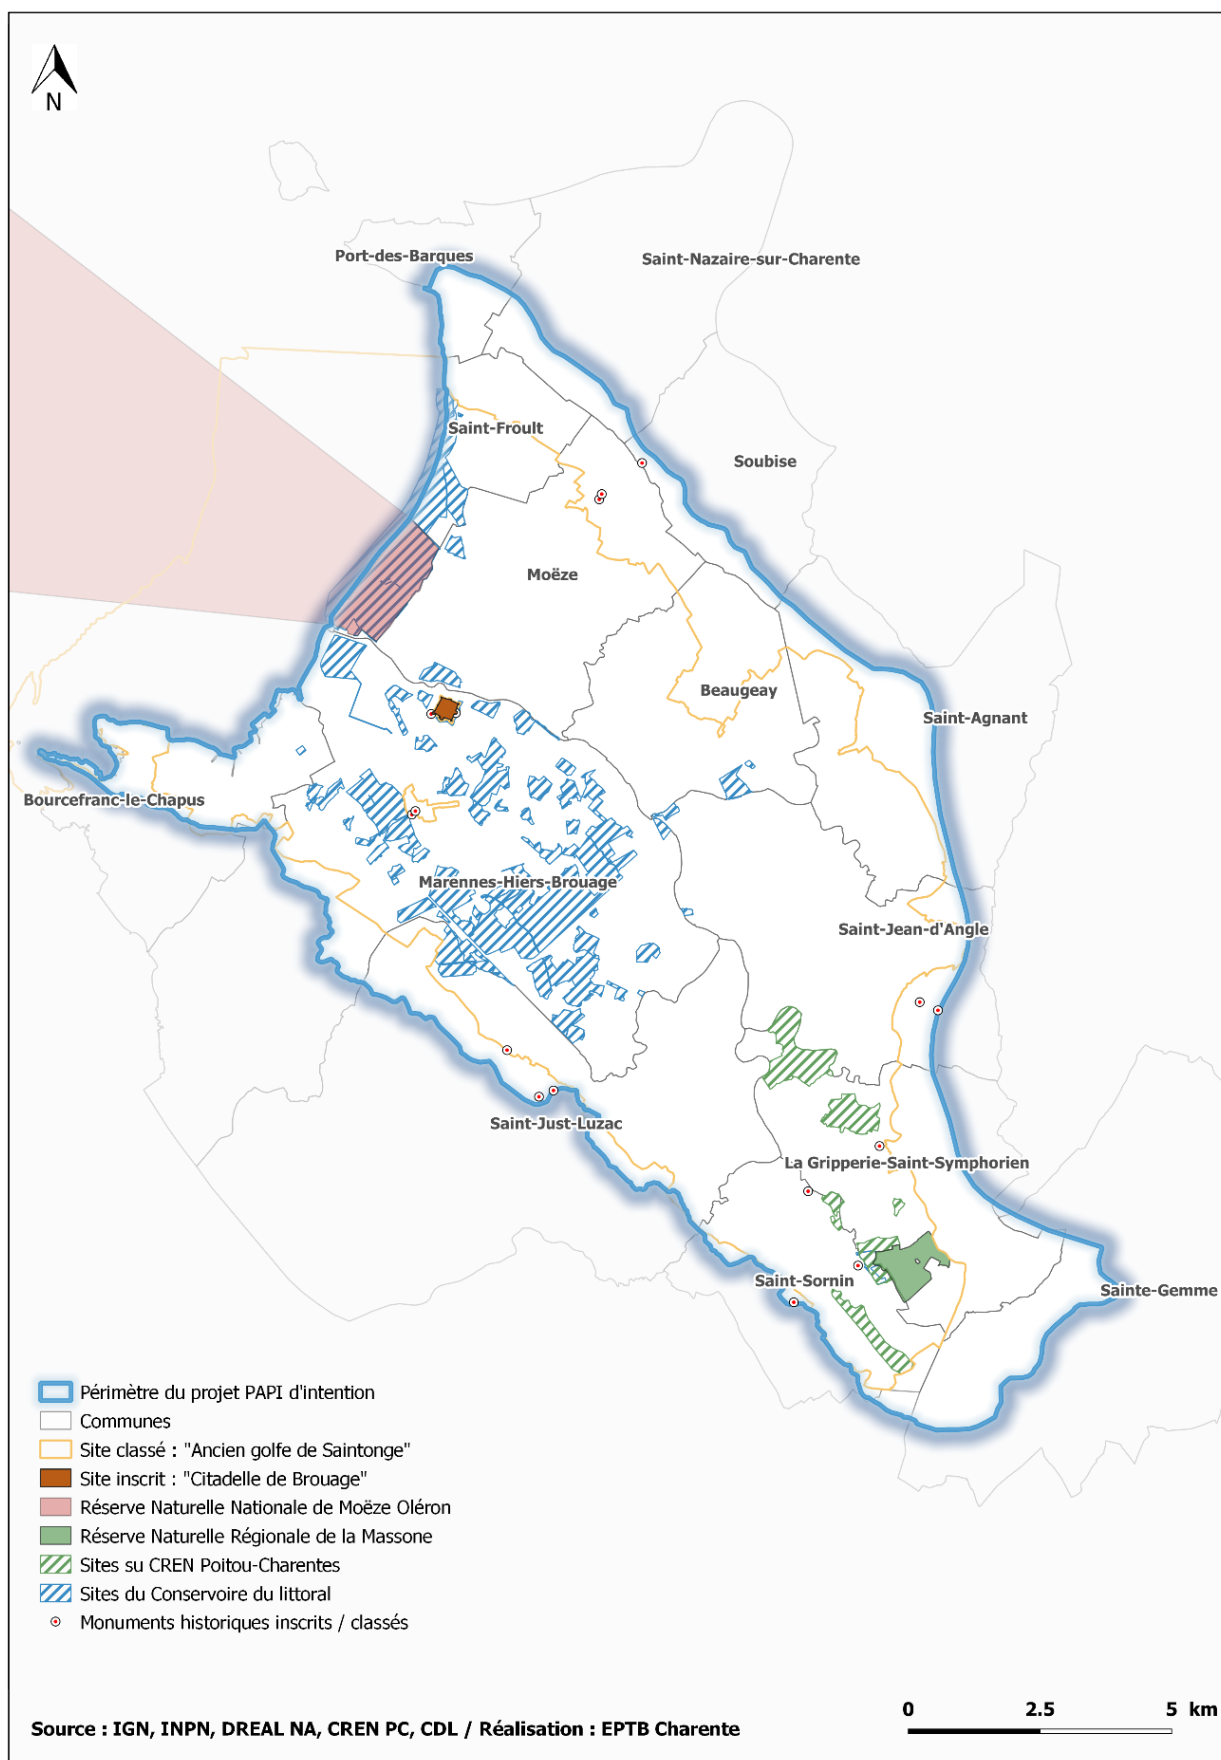 N
Port-des-Barques
Saint-Nazaire-sur-Charente
Saint-Froult
Soubise
Moëze
Beaugeay
Saint-Agnant
Bourcefranc-le-Chapus
Marennes-Hiers-Brouage
Saint-Jean-d'Angle
Saint-Just-Luzac
La Gripperie-Saint-Symphorien
Saint-Sornin
Sainte-Gemme
Périmètre du projet PAPI d'intention
Communes
Site classé : "Ancien golfe de Saintonge"
Site inscrit : "Citadelle de Brouage"
Réserve Naturelle Nationale de Moëze Oléron
Réserve Naturelle Régionale de la Massone
Sites su CREN Poitou-Charentes
Sites du Conservoire du littoral
Monuments historiques inscrits / classés
0 2.5 5 km
Source : IGN, INPN, DREAL NA, CREN PC, CDL / Réalisation : EPTB Charente